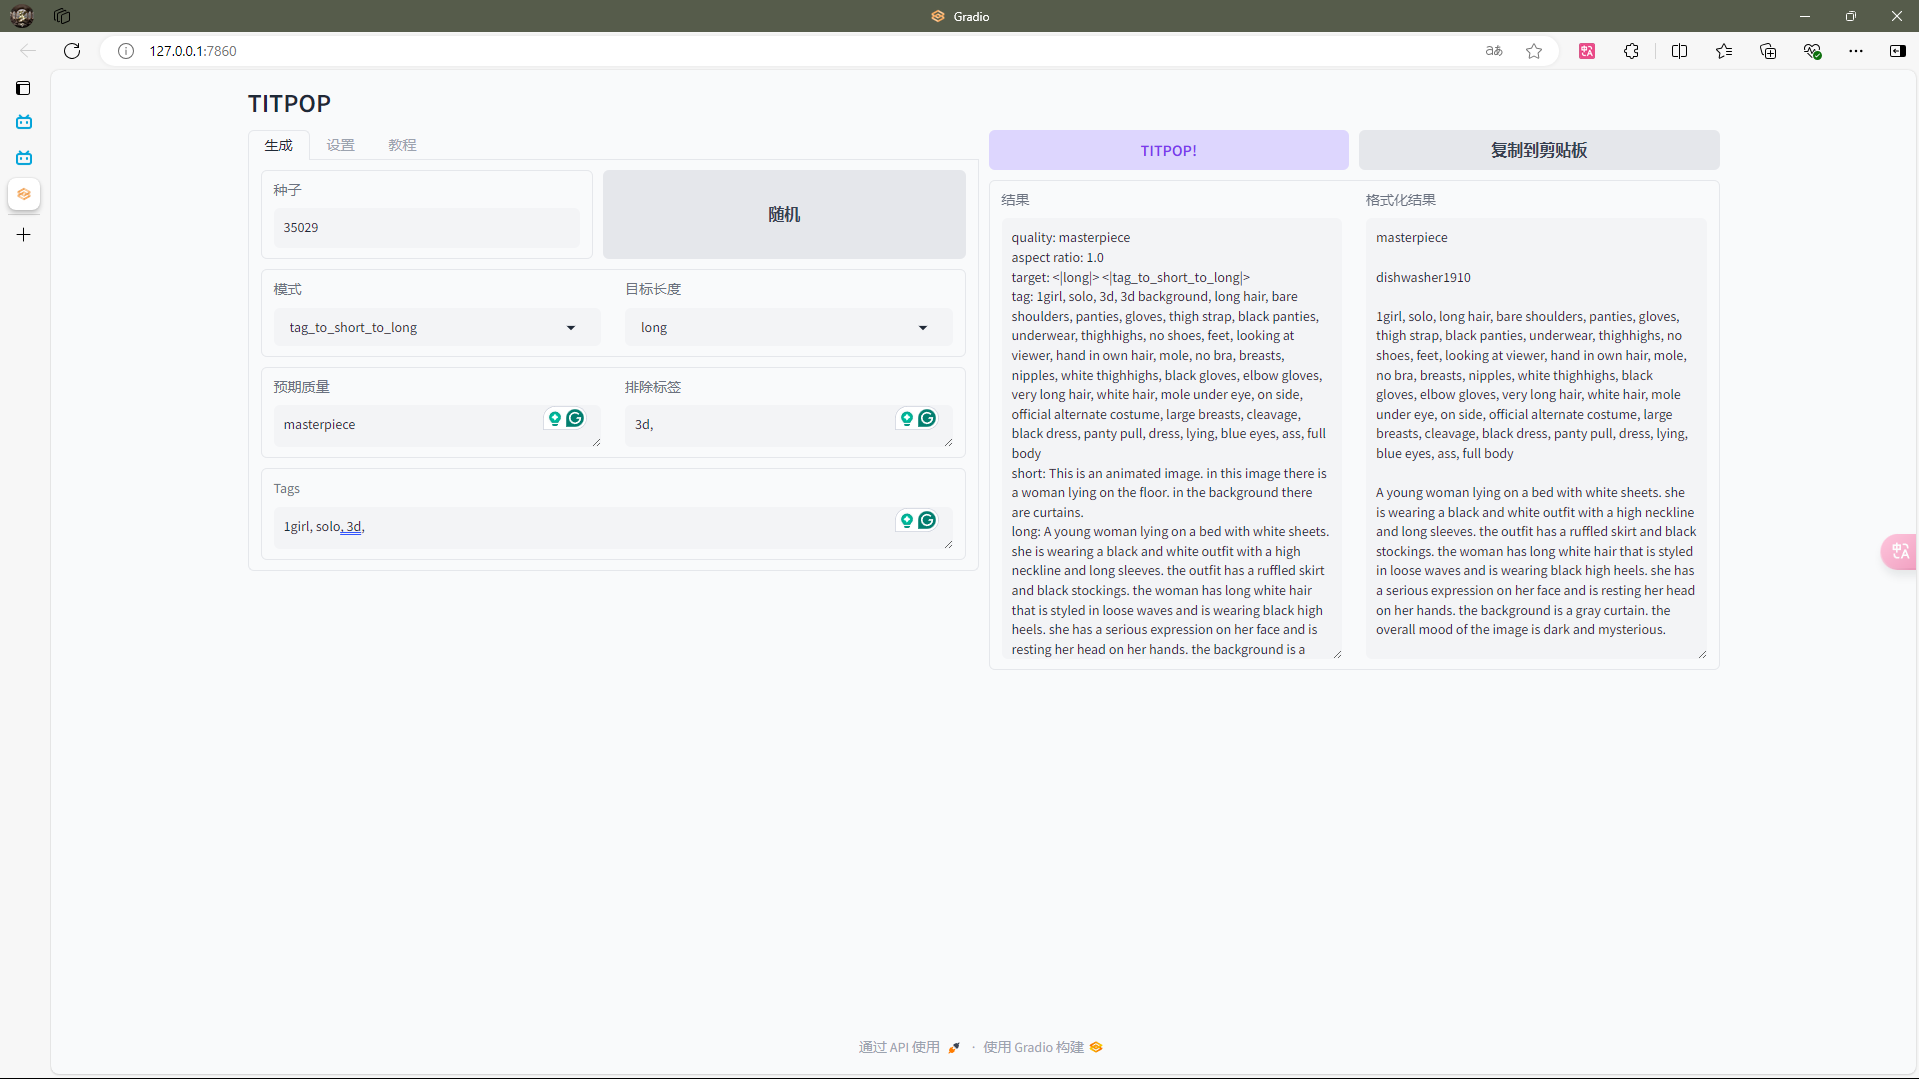 Gradio
127.0.0.1:7860
TITPOP
生成 设置 教程
种子
35029
随机
模式
tag_to_short_to_long
目标长度
long
预期质量
masterpiece
排除标签
3d,
Tags
1girl, solo, 3d,
TITPOP!
复制到剪贴板
结果
quality: masterpiece
aspect ratio: 1.0
target: <|long|> <|tag_to_short_to_long|>
tag: 1girl, solo, 3d, 3d background, long hair, bare
shoulders, panties, gloves, thigh strap, black panties,
underwear, thighhighs, no shoes, feet, looking at
viewer, hand in own hair, mole, no bra, breasts,
nipples, white thighhighs, black gloves, elbow gloves,
very long hair, white hair, mole under eye, on side,
official alternate costume, large breasts, cleavage,
black dress, panty pull, dress, lying, blue eyes, ass, full
body
short: This is an animated image. in this image there is
a woman lying on the floor. in the background there
are curtains.
long: A young woman lying on a bed with white sheets.
she is wearing a black and white outfit with a high
neckline and long sleeves. the outfit has a ruffled skirt
and black stockings. the woman has long white hair
that is styled in loose waves and is wearing black high
heels. she has a serious expression on her face and is
resting her head on her hands. the background is a
格式化结果
masterpiece
dishwasher1910
1girl, solo, long hair, bare shoulders, panties, gloves,
thigh strap, black panties, underwear, thighhighs, no
shoes, feet, looking at viewer, hand in own hair, mole,
no bra, breasts, nipples, white thighhighs, black
gloves, elbow gloves, very long hair, white hair, mole
under eye, on side, official alternate costume, large
breasts, cleavage, black dress, panty pull, dress, lying,
blue eyes, ass, full body
A young woman lying on a bed with white sheets. she
is wearing a black and white outfit with a high neckline
and long sleeves. the outfit has a ruffled skirt and black
stockings. the woman has long white hair that is styled
in loose waves and is wearing black high heels. she has
a serious expression on her face and is resting her head
on her hands. the background is a gray curtain. the
overall mood of the image is dark and mysterious.
通过 API 使用 · 使用 Gradio 构建